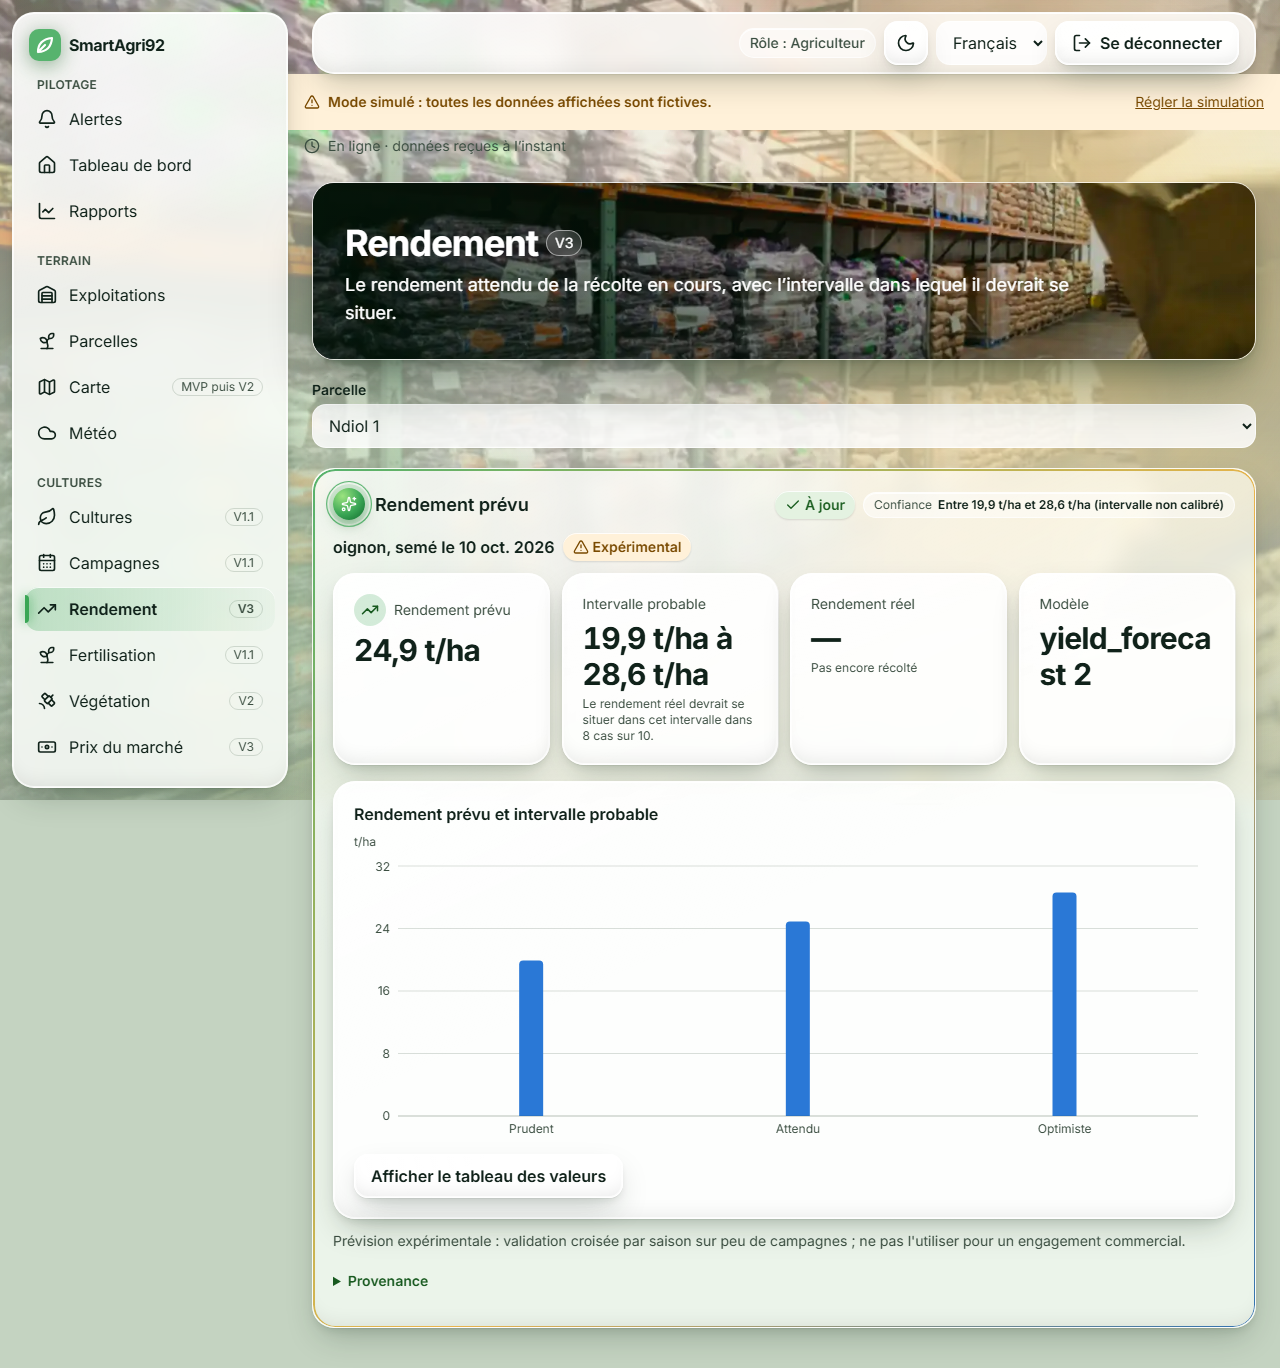 SmartAgri92
PILOTAGE
Alertes
Tableau de bord
Rapports
TERRAIN
Exploitations
Parcelles
Carte MVP puis V2
Météo
CULTURES
Cultures V1.1
Campagnes V1.1
Rendement V3
Fertilisation V1.1
Végétation V2
Prix du marché V3
Rôle : Agriculteur
Français
Se déconnecter
Mode simulé : toutes les données affichées sont fictives.
Régler la simulation
En ligne · données reçues à l’instant
Rendement V3
Le rendement attendu de la récolte en cours, avec l’intervalle dans lequel il devrait se
situer.
Parcelle
Ndiol 1
Rendement prévu
À jour
Confiance Entre 19,9 t/ha et 28,6 t/ha (intervalle non calibré)
oignon, semé le 10 oct. 2026
Expérimental
Rendement prévu
24,9 t/ha
Intervalle probable
19,9 t/ha à
28,6 t/ha
Le rendement réel devrait se
situer dans cet intervalle dans
8 cas sur 10.
Rendement réel
—
Pas encore récolté
Modèle
yield_foreca
st 2
Rendement prévu et intervalle probable
t/ha
32
24
16
8
0
Prudent
Attendu
Optimiste
Afficher le tableau des valeurs
Prévision expérimentale : validation croisée par saison sur peu de campagnes ; ne pas l'utiliser pour un engagement commercial.
Provenance